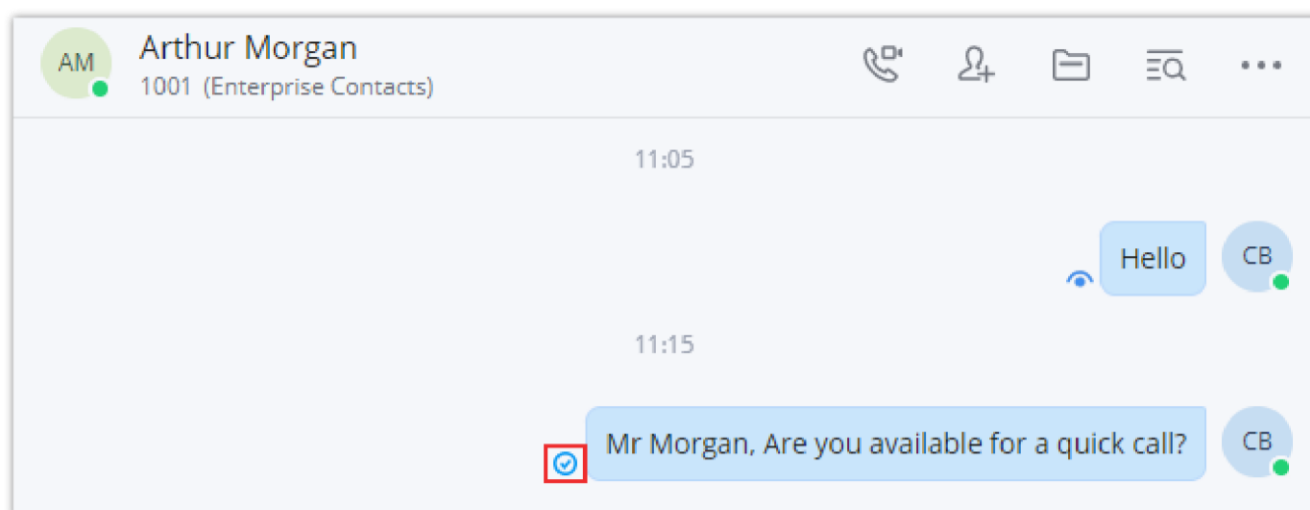 AM
Arthur Morgan
1001 (Enterprise Contacts)
11:05
Hello
CB
11:15
Mr Morgan, Are you available for a quick call?
CB